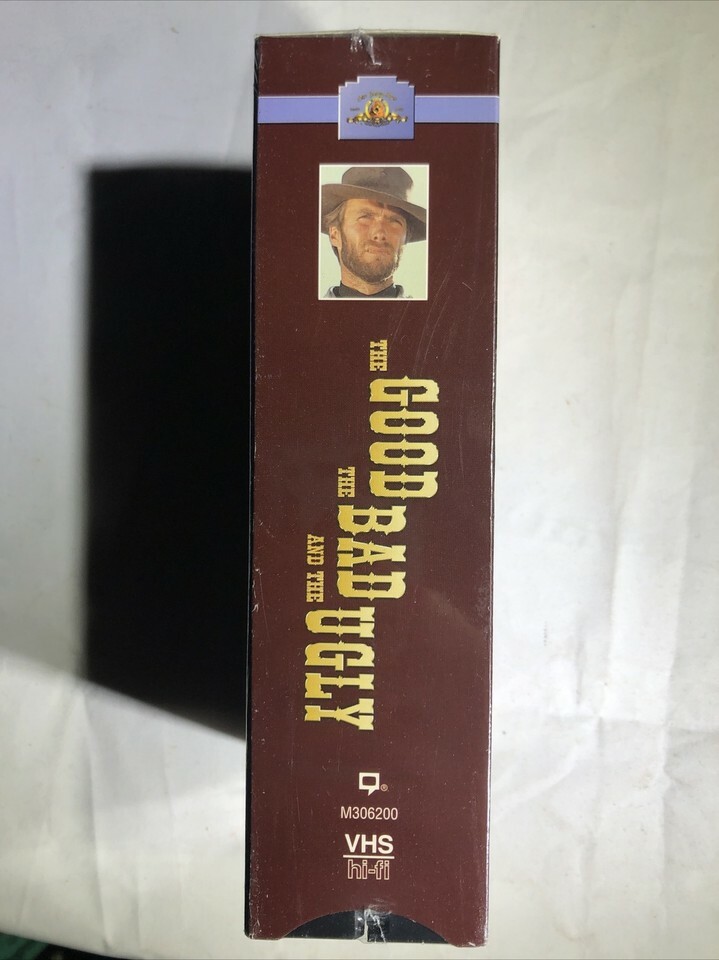 THE
GOOD
THE
BAD
AND THE
UGLY
®
M306200
VHS
hi-fi